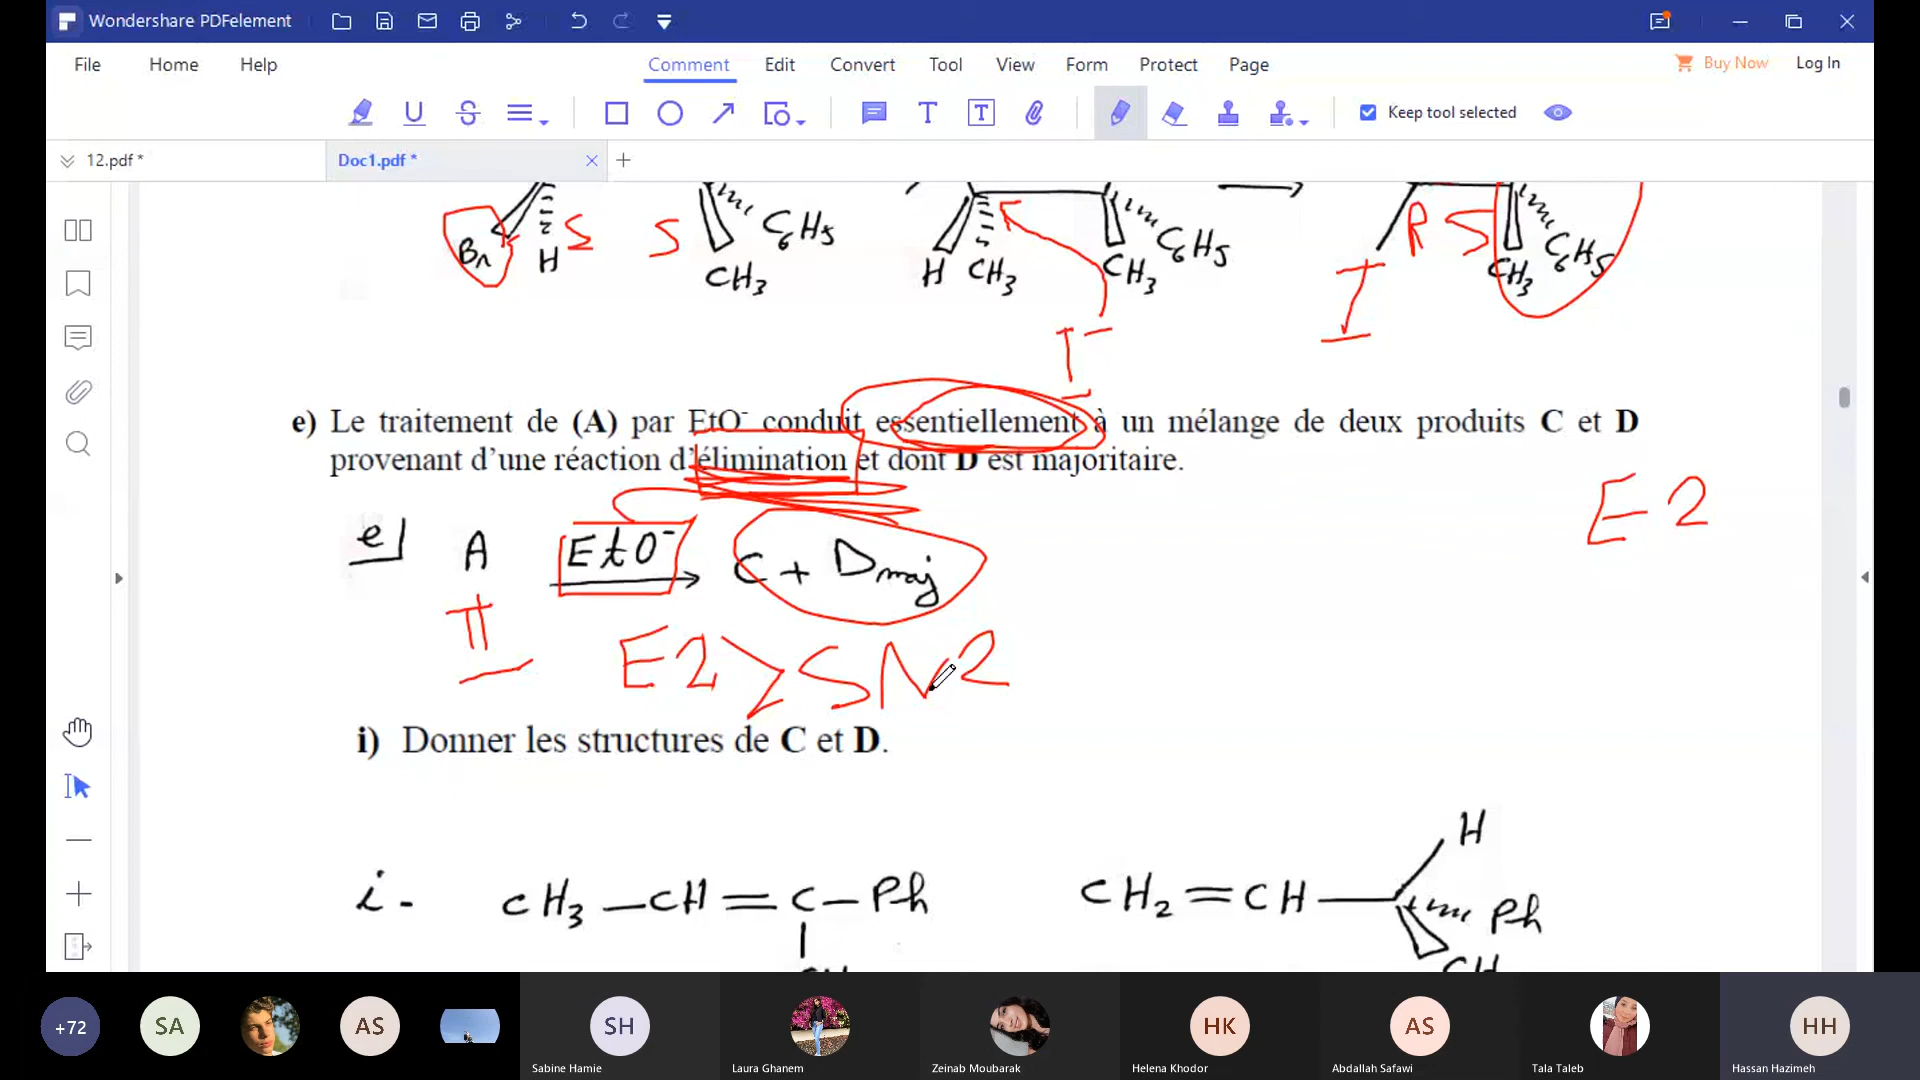 Wondershare PDFelement
File Home Help Comment Edit Convert Tool View Form Protect Page Buy Now Log In
Keep tool selected
12.pdf * Doc1.pdf *
Br H S S C6H5 CH3 H CH3 CH3 C6H5 I R S CH3 C6H5
I-
e) Le traitement de (A) par EtO- conduit essentiellement à un mélange de deux produits C et D
provenant d'une réaction d'élimination et dont D est majoritaire.
E2
e] A EtO- C + D maj
II
E2 > SN2
i) Donner les structures de C et D.
H
i - CH3 — CH = C — Ph CH2 = CH — Ph
+72 SA AS SH HK AS HH
Sabine Hamie Laura Ghanem Zeinab Moubarak Helena Khodor Abdallah Safawi Tala Taleb Hassan Hazimeh